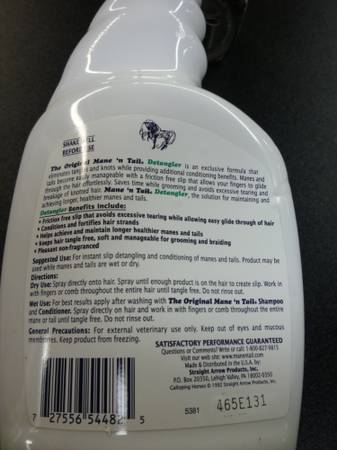 SHAKE WELL
BEFORE USE
The Original Mane 'n Tail. Detangler is an exclusive formula that
eliminates tangles and knots while providing additional conditioning benefits. Manes and
tails become easily manageable with a friction free slip that allows your fingers to glide
through the hair effortlessly. Saves time while grooming and avoids excessive tearing and
breakage of knotted hair. Mane 'n Tail. Detangler, the solution for maintaining and
achieving longer, healthier manes and tails.
Detangler Benefits Include:
• Friction free slip that avoids excessive tearing while allowing easy glide through of hair
• Conditions and fortifies hair strands
• Helps achieve and maintain longer healthier manes and tails
• keeps hair tangle free, soft and manageable for grooming and braiding
• Pleasant non-fragranced
Suggested Use: For instant slip detangling and conditioning of manes and tails. Product may be
used while manes and tails are wet or dry.
Directions:
Dry Use: Spray directly onto hair. Spray until enough product is on the hair to create slip. Work in
with fingers or comb throughout the entire mane or tail until tangle free. Do not rinse out.
Wet Use: For best results apply after washing with The Original Mane 'n Tail. Shampoo
and Conditioner. Spray directly on hair and work in with fingers or comb throughout the entire
mane or tail until tangle free. Do not rinse out.
General Precautions: For external veterinary use only. Keep out of eyes and mucous
membranes. Keep product from freezing.
SATISFACTORY PERFORMANCE GUARANTEED
Questions or Comments? Write or call: 1-800-827-9815
Visit our web site: www.manentail.com
Made & Distributed in the U.S.A. by:
Straight Arrow Products, Inc.
P.O. Box 20350, Lehigh Valley, PA 18002-0350
Galloping Horses © 1992 Straight Arrow Products, Inc.
7 27556 54482 5
5381
465E131